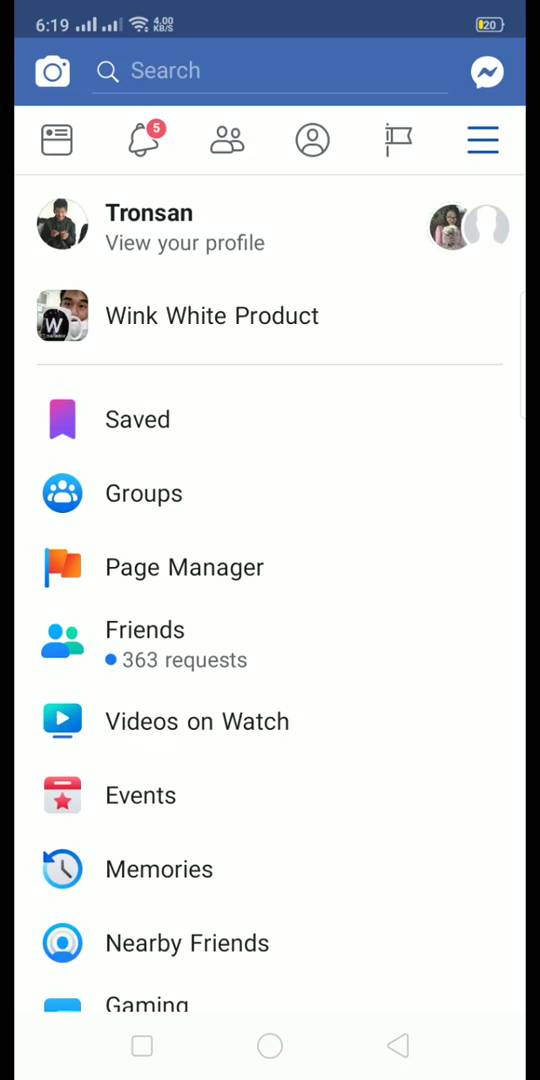 6:19 4.00 KB/S 20
Search
5
Tronsan
View your profile
W
Wink White Product
Saved
Groups
Page Manager
Friends
363 requests
Videos on Watch
Events
Memories
Nearby Friends
Gaming